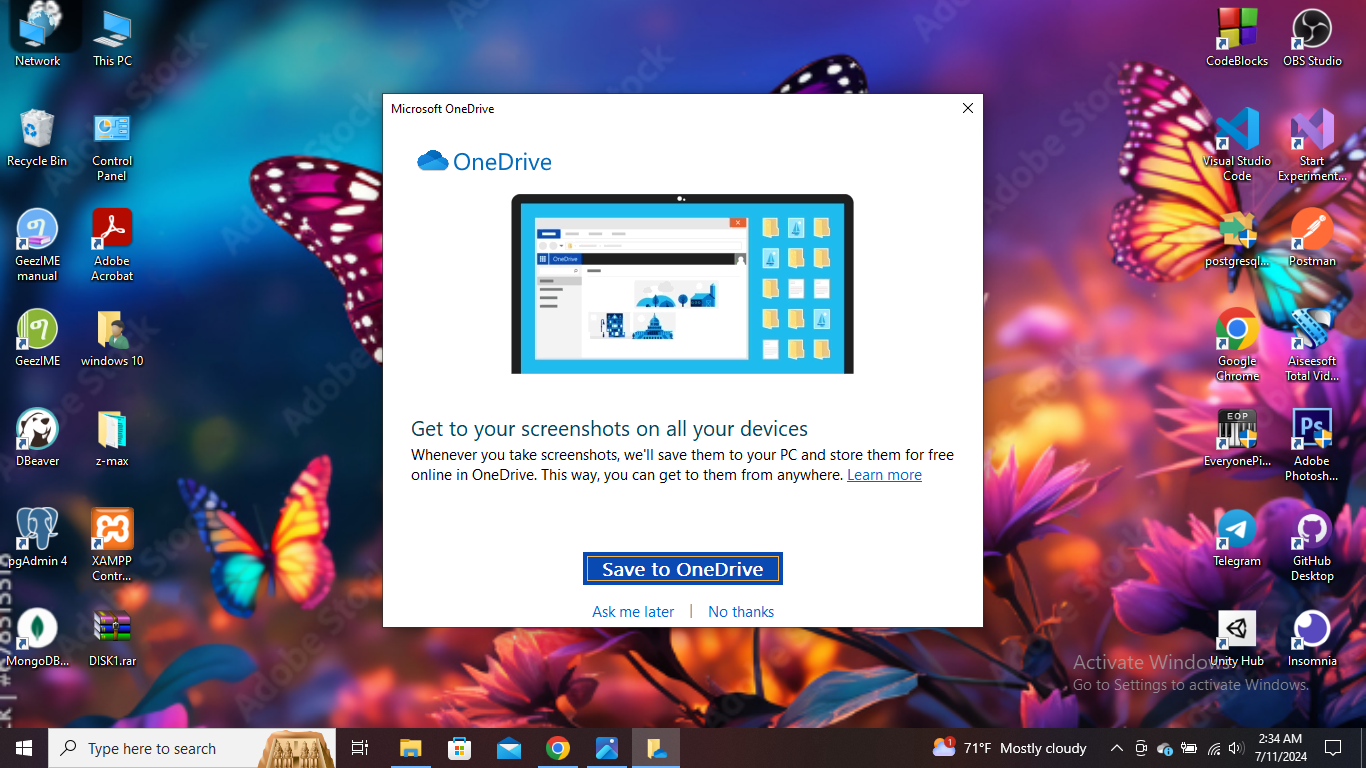 Network
This PC
Recycle Bin
Control
Panel
GeezIME
manual
Adobe
Acrobat
GeezIME
windows 10
DBeaver
z-max
pgAdmin 4
XAMPP
Contr...
MongoDB...
DISK1.rar
Microsoft OneDrive
OneDrive
OneDrive
Get to your screenshots on all your devices
Whenever you take screenshots, we'll save them to your PC and store them for free
online in OneDrive. This way, you can get to them from anywhere. Learn more
Save to OneDrive
Ask me later | No thanks
CodeBlocks
OBS Studio
Visual Studio
Code
Start
Experiment...
postgresql...
Postman
Google
Chrome
Aiseesoft
Total Vid...
EOP
EveryonePi...
Ps
Adobe
Photosh...
Telegram
GitHub
Desktop
Unity Hub
Insomnia
Activate Windows
Go to Settings to activate Windows.
Adobe Stock
Type here to search
1
71°F Mostly cloudy
2:34 AM
7/11/2024